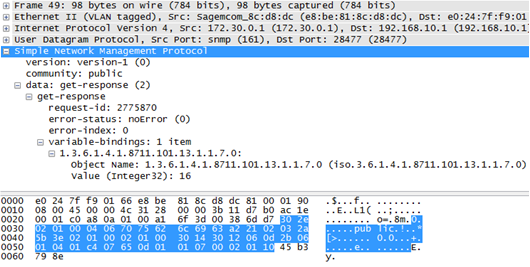 Frame 49: 98 bytes on wire (784 bits), 98 bytes captured (784 bits)
Ethernet II (VLAN tagged), Src: Sagemcom_8c:d8:dc (e8:be:81:8c:d8:dc), Dst: e0:24:7f:f9:01
Internet Protocol Version 4, Src: 172.30.0.1 (172.30.0.1), Dst: 192.168.10.1 (192.168.10.1)
User Datagram Protocol, Src Port: snmp (161), Dst Port: 28477 (28477)
Simple Network Management Protocol
version: version-1 (0)
community: public
data: get-response (2)
get-response
request-id: 2775870
error-status: noError (0)
error-index: 0
variable-bindings: 1 item
1.3.6.1.4.1.8711.101.13.1.1.7.0:
Object Name: 1.3.6.1.4.1.8711.101.13.1.1.7.0 (iso.3.6.1.4.1.8711.101.13.1.1.7.0)
Value (Integer32): 16
0000 e0 24 7f f9 01 66 e8 be 81 8c d8 dc 81 00 01 90 .$...f.. ........
0010 08 00 45 00 00 4c 31 28 00 00 3b 11 d7 b0 ac 1e ..E..L1( ..;.....
0020 00 01 c0 a8 0a 01 00 a1 6f 3d 00 38 6d d7 30 2e ........ o=.8m.0.
0030 02 01 00 04 06 70 75 62 6c 69 63 a2 21 02 03 2a .....pub lic.!..*
0040 5b 3e 02 01 00 02 01 00 30 14 30 12 06 0d 2b 06 [>...... 0.0...+.
0050 01 04 01 c4 07 65 0d 01 01 07 00 02 01 10 45 b3 .....e.. ......E.
0060 79 8e y.